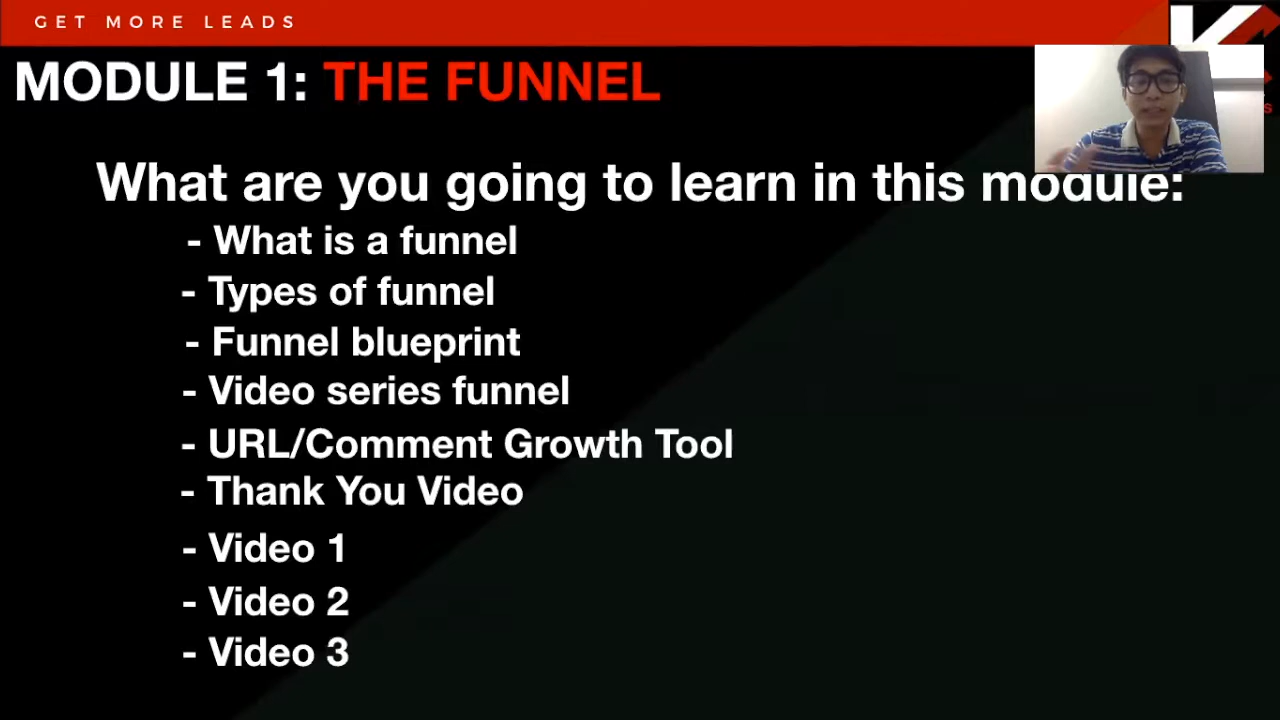 GET MORE LEADS
MODULE 1: THE FUNNEL
What are you going to learn in this module:
- What is a funnel
- Types of funnel
- Funnel blueprint
- Video series funnel
- URL/Comment Growth Tool
- Thank You Video
- Video 1
- Video 2
- Video 3